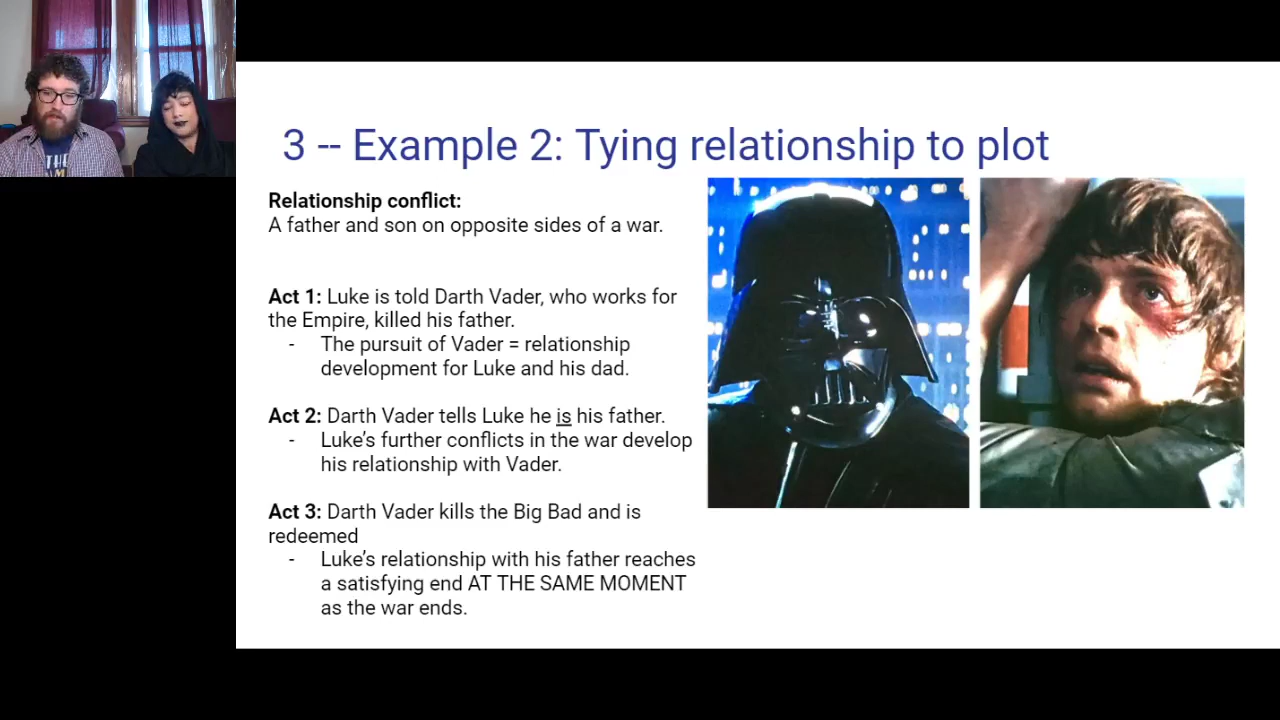 3 -- Example 2: Tying relationship to plot
Relationship conflict:
A father and son on opposite sides of a war.
Act 1: Luke is told Darth Vader, who works for
the Empire, killed his father.
- The pursuit of Vader = relationship
development for Luke and his dad.
Act 2: Darth Vader tells Luke he is his father.
- Luke's further conflicts in the war develop
his relationship with Vader.
Act 3: Darth Vader kills the Big Bad and is
redeemed
- Luke's relationship with his father reaches
a satisfying end AT THE SAME MOMENT
as the war ends.